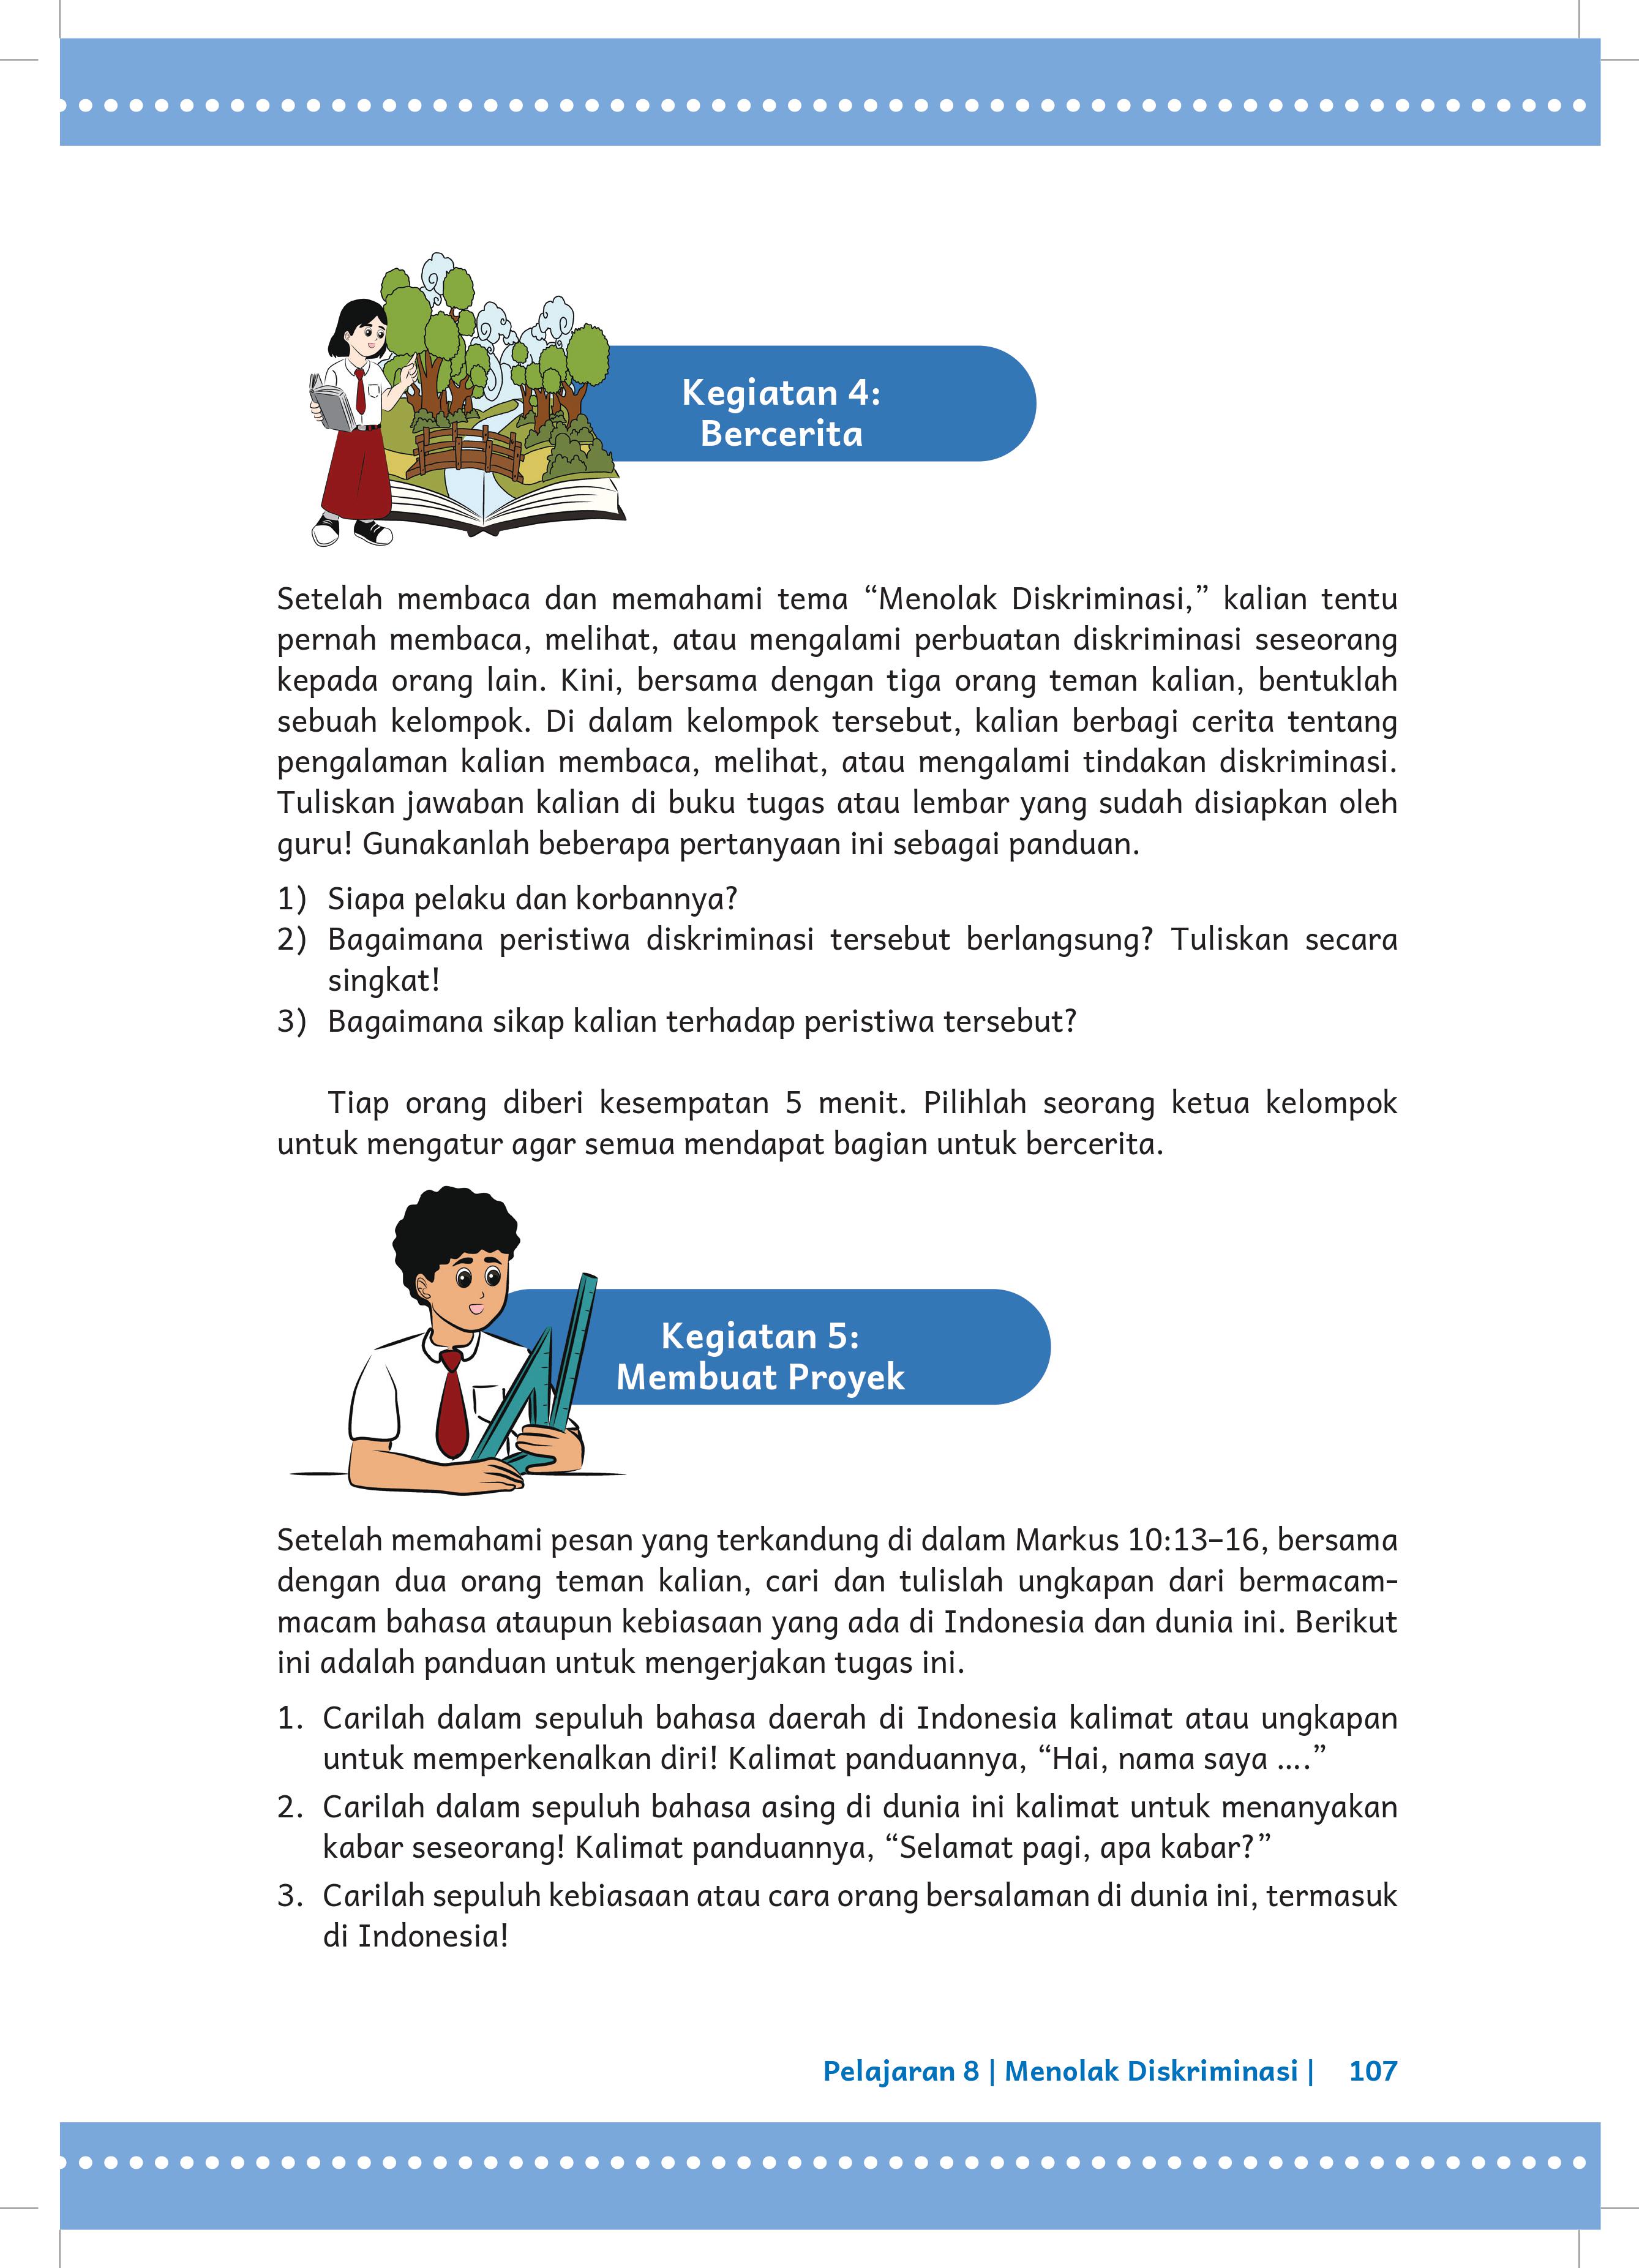 Kegiatan 4:
Bercerita
Setelah membaca dan memahami tema “Menolak Diskriminasi,” kalian tentu
pernah membaca, melihat, atau mengalami perbuatan diskriminasi seseorang
kepada orang lain. Kini, bersama dengan tiga orang teman kalian, bentuklah
sebuah kelompok. Di dalam kelompok tersebut, kalian berbagi cerita tentang
pengalaman kalian membaca, melihat, atau mengalami tindakan diskriminasi.
Tuliskan jawaban kalian di buku tugas atau lembar yang sudah disiapkan oleh
guru! Gunakanlah beberapa pertanyaan ini sebagai panduan.
1) Siapa pelaku dan korbannya?
2) Bagaimana peristiwa diskriminasi tersebut berlangsung? Tuliskan secara
singkat!
3) Bagaimana sikap kalian terhadap peristiwa tersebut?
Tiap orang diberi kesempatan 5 menit. Pilihlah seorang ketua kelompok
untuk mengatur agar semua mendapat bagian untuk bercerita.
Kegiatan 5:
Membuat Proyek
Setelah memahami pesan yang terkandung di dalam Markus 10:13–16, bersama
dengan dua orang teman kalian, cari dan tulislah ungkapan dari bermacam-
macam bahasa ataupun kebiasaan yang ada di Indonesia dan dunia ini. Berikut
ini adalah panduan untuk mengerjakan tugas ini.
1. Carilah dalam sepuluh bahasa daerah di Indonesia kalimat atau ungkapan
untuk memperkenalkan diri! Kalimat panduannya, “Hai, nama saya ....”
2. Carilah dalam sepuluh bahasa asing di dunia ini kalimat untuk menanyakan
kabar seseorang! Kalimat panduannya, “Selamat pagi, apa kabar?”
3. Carilah sepuluh kebiasaan atau cara orang bersalaman di dunia ini, termasuk
di Indonesia!
Pelajaran 8 | Menolak Diskriminasi | 107